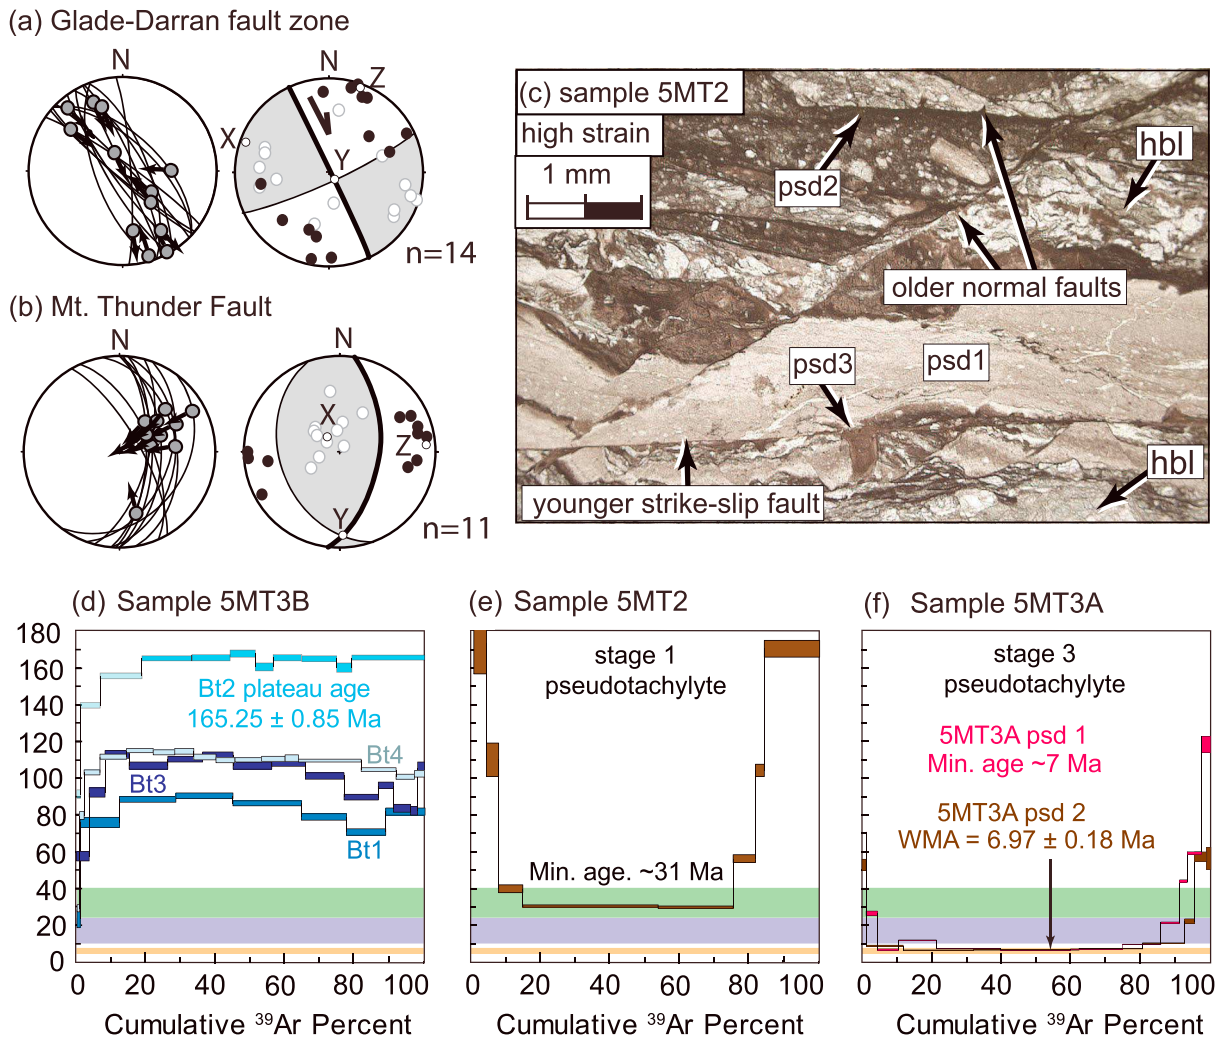 (a) Glade-Darran fault zone
N
N
Z
X
Y
n=14
(b) Mt. Thunder Fault
N
N
X
Z
Y
n=11
(c) sample 5MT2
high strain
1 mm
psd2
hbl
older normal faults
psd3
psd1
hbl
younger strike-slip fault
(d) Sample 5MT3B
180
160
140
120
100
80
60
40
20
0
Bt2 plateau age
165.25 ± 0.85 Ma
Bt4
Bt3
Bt1
0 20 40 60 80 100
Cumulative ³⁹Ar Percent
(e) Sample 5MT2
stage 1
pseudotachylyte
Min. age. ~31 Ma
0 20 40 60 80 100
Cumulative ³⁹Ar Percent
(f) Sample 5MT3A
stage 3
pseudotachylyte
5MT3A psd 1
Min. age ~7 Ma
5MT3A psd 2
WMA = 6.97 ± 0.18 Ma
0 20 40 60 80 100
Cumulative ³⁹Ar Percent